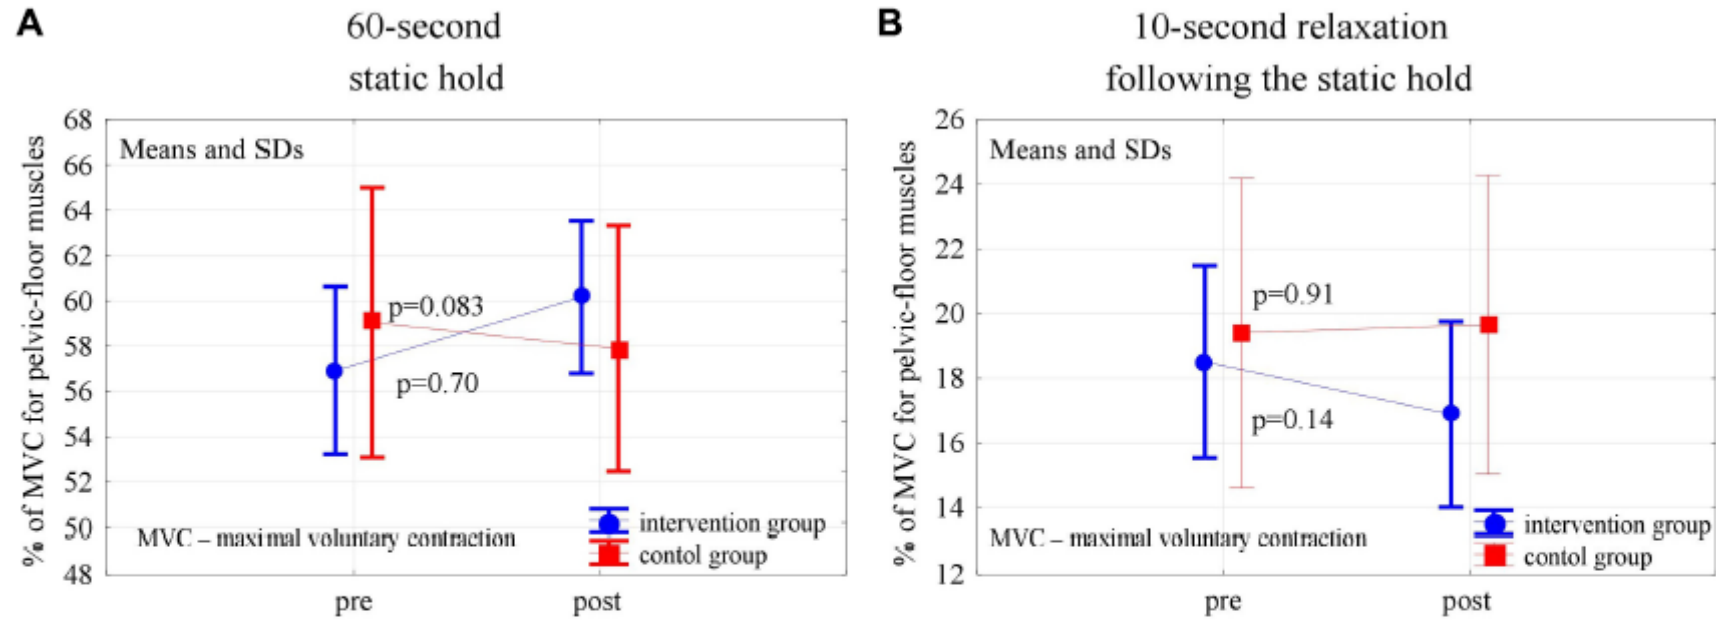 A
60-second
static hold
% of MVC for pelvic-floor muscles
68
66
64
62
60
58
56
54
52
50
48
Means and SDs
p=0.083
p=0.70
MVC – maximal voluntary contraction
intervention group
contol group
pre
post
B
10-second relaxation
following the static hold
% of MVC for pelvic-floor muscles
26
24
22
20
18
16
14
12
Means and SDs
p=0.91
p=0.14
MVC – maximal voluntary contraction
intervention group
contol group
pre
post